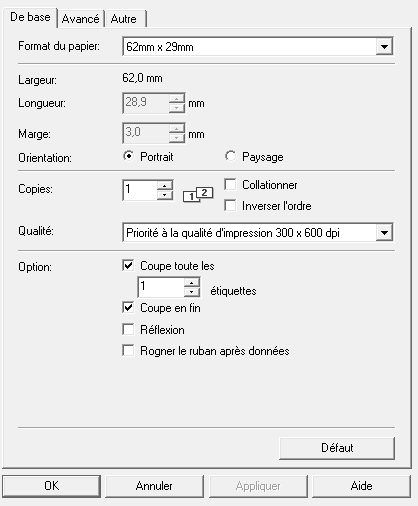 De base Avancé Autre
Format du papier: 62mm x 29mm
Largeur: 62,0 mm
Longueur: 28,9 mm
Marge: 3,0 mm
Orientation: Portrait Paysage
Copies: 1 1 2 Collationner
Inverser l'ordre
Qualité: Priorité à la qualité d'impression 300 x 600 dpi
Option: Coupe toute les
1 étiquettes
Coupe en fin
Réflexion
Rogner le ruban après données
Défaut
OK Annuler Appliquer Aide